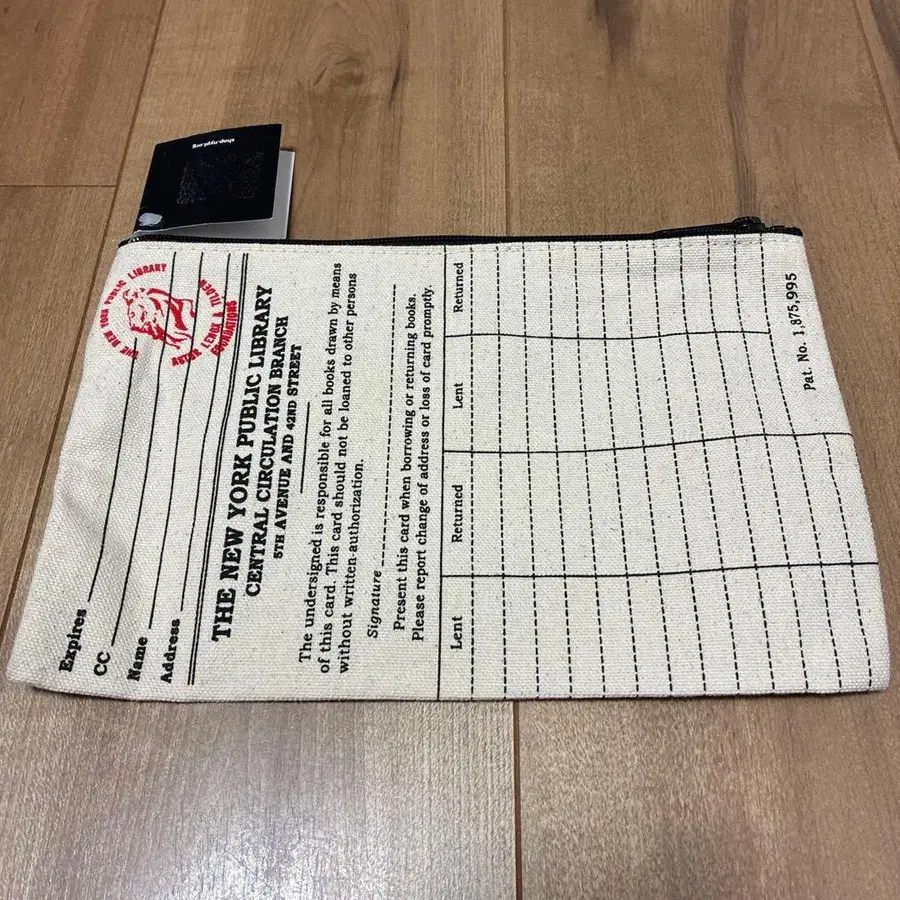 shop.nypl.org
THE NEW YORK PUBLIC LIBRARY
ASTOR LENOX & TILDEN
FOUNDATIONS
Expires
CC
Name
Address
THE NEW YORK PUBLIC LIBRARY
CENTRAL CIRCULATION BRANCH
5TH AVENUE AND 42ND STREET
The undersigned is responsible for all books drawn by means
of this card. This card should not be loaned to other persons
without written authorization.
Signature
Present this card when borrowing or returning books.
Please report change of address or loss of card promptly.
Lent Returned Lent Returned
Pat. No. 1,875,995